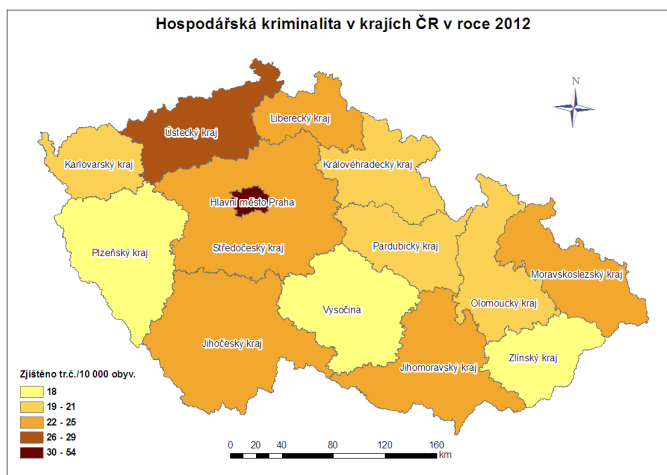 Hospodářská kriminalita v krajích ČR v roce 2012
N
Ústecký kraj
Liberecký kraj
Karlovarský kraj
Královéhradecký kraj
Hlavní město Praha
Plzeňský kraj
Středočeský kraj
Pardubický kraj
Moravskoslezský kraj
Olomoucký kraj
Vysočina
Jihočeský kraj
Jihomoravský kraj
Zlínský kraj
Zjištěno tr.č./10 000 obyv.
18
19 - 21
22 - 25
26 - 29
30 - 54
0 10 20 40 80 120 160
km